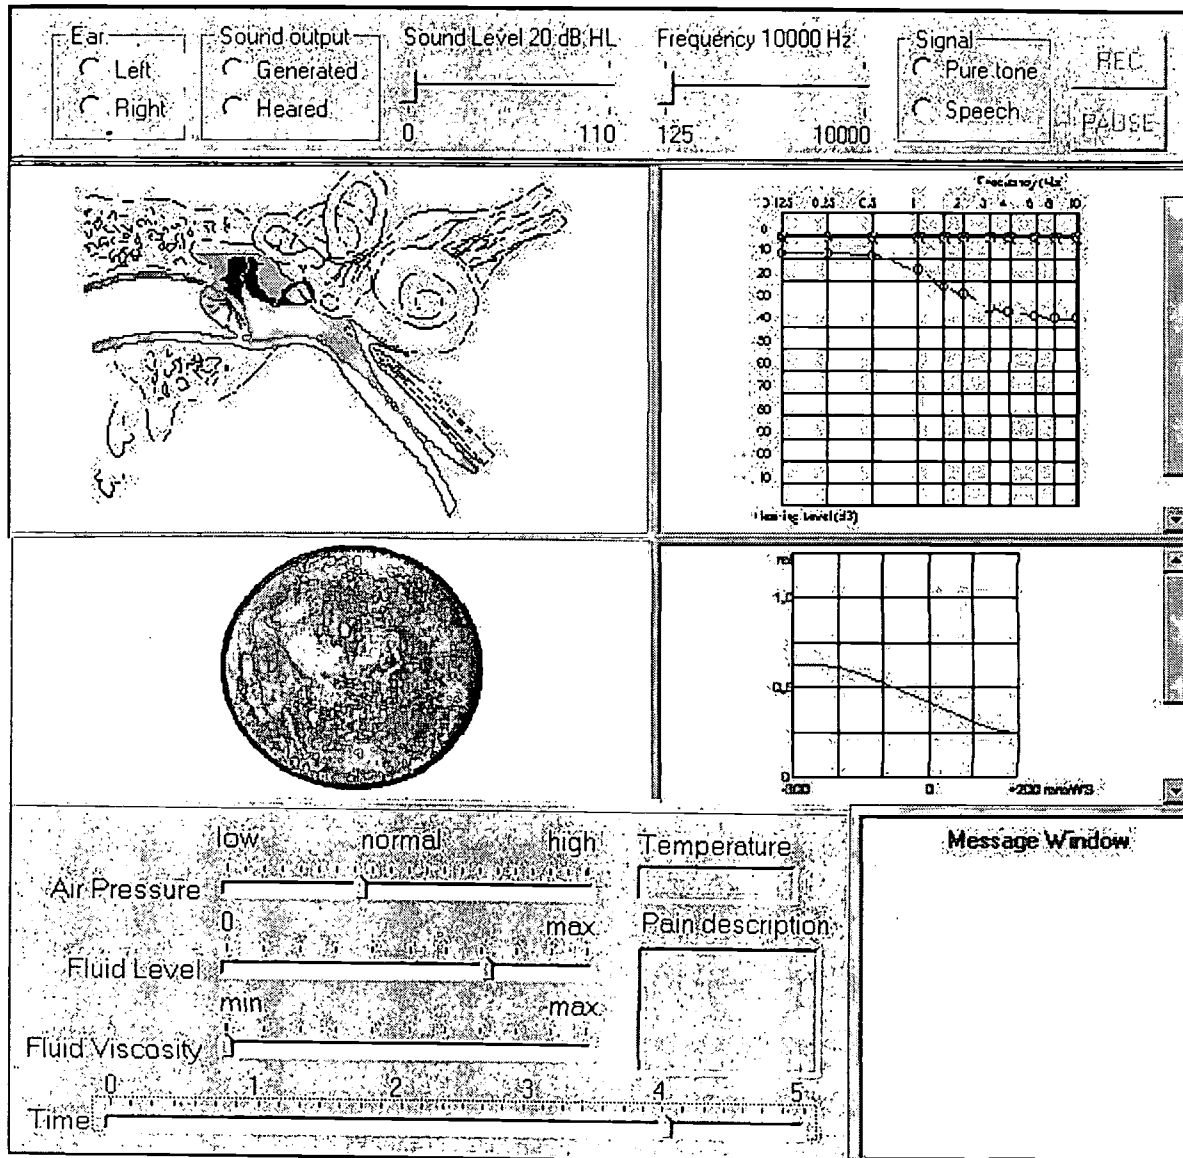 Ear
Left
Right
Sound output
Generated
Heared
Sound Level 20 dB HL
0 110
Frequency 10000 Hz
125 10000
Signal
Pure tone
Speech
REC
PAUSE
0.125 0.25 0.5 1 2 3 4 6 8 10
0
10
20
40
50
60
70
80
10
1,0
0,5
0
-300 0 +200 mmWS
low normal high
Air Pressure
0 max.
Fluid Level
min max.
Fluid Viscosity
0 1 2 3 4 5
Time
Temperature
Pain description
Message Window